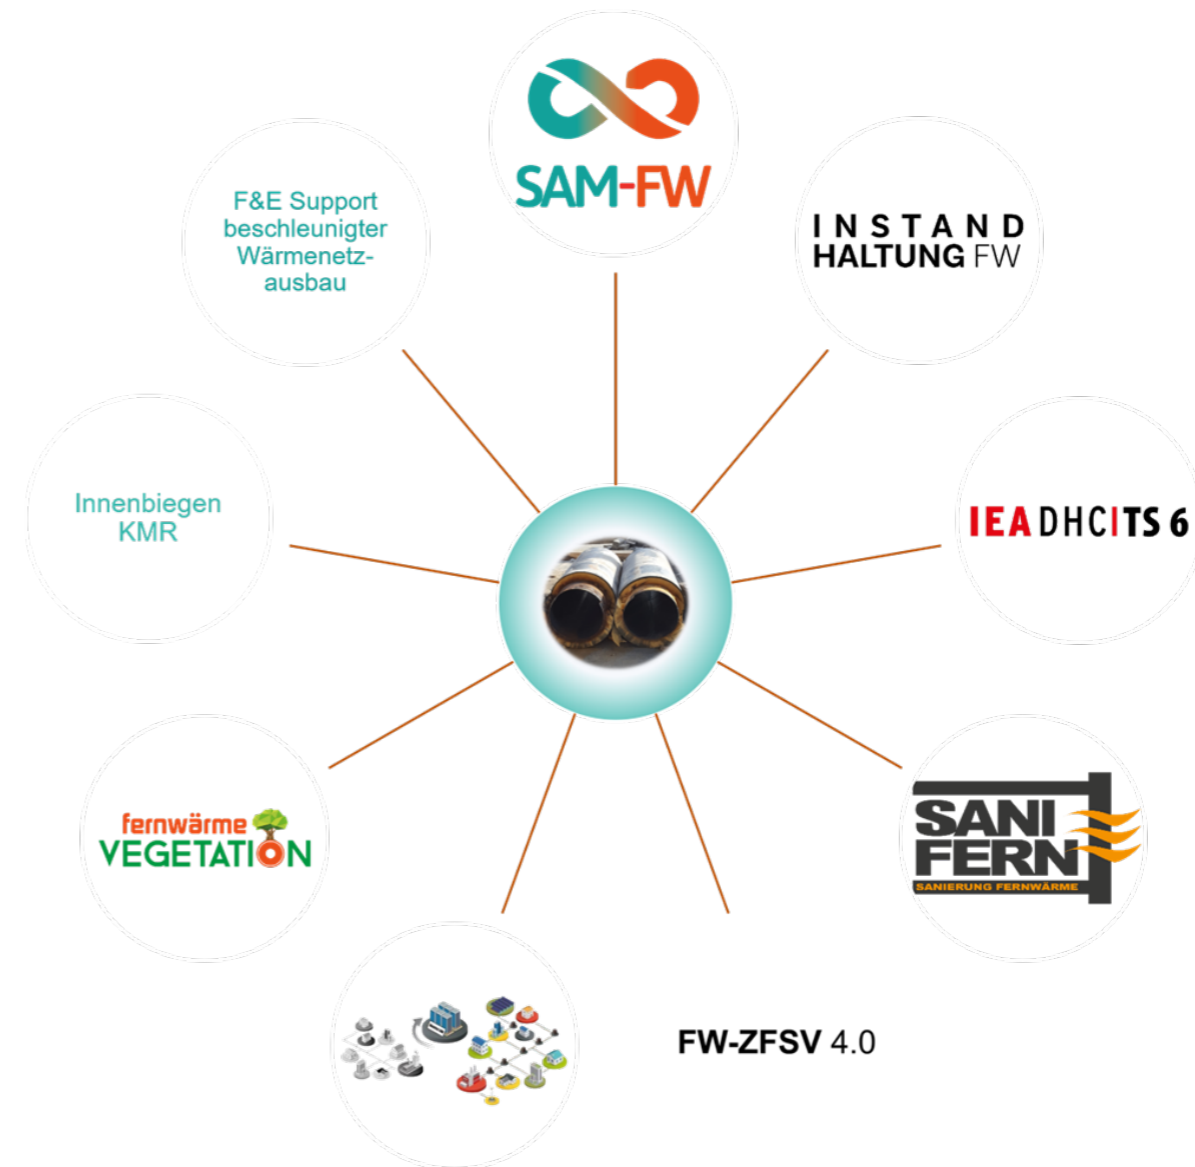 SAM-FW
INSTAND
HALTUNG FW
IEA DHC ITS 6
SANI
FERN
SANIERUNG FERNWÄRME
FW-ZFSV 4.0
fernwärme
VEGETATION
Innenbiegen
KMR
F&E Support
beschleunigter
Wärmenetz-
ausbau